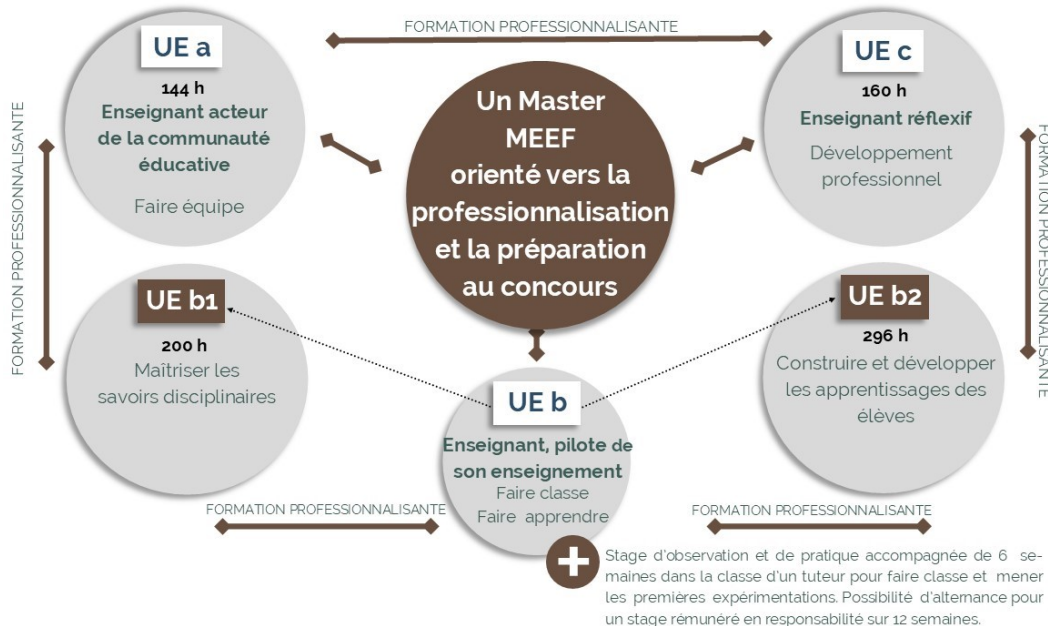 FORMATION PROFESSIONNALISANTE
UE a
144 h
Enseignant acteur
de la communauté
éducative
Faire équipe
Un Master
MEEF
orienté vers la
professionnalisation
et la préparation
au concours
UE c
160 h
Enseignant réflexif
Développement
professionnel
FORMATION PROFESSIONNALISANTE
FORMATION PROFESSIONNALISANTE
UE b1
200 h
Maîtriser les
savoirs disciplinaires
UE b
Enseignant, pilote de
son enseignement
Faire classe
Faire apprendre
UE b2
296 h
Construire et développer
les apprentissages des
élèves
FORMATION PROFESSIONNALISANTE
FORMATION PROFESSIONNALISANTE
+
Stage d'observation et de pratique accompagnée de 6 se-
maines dans la classe d'un tuteur pour faire classe et mener
les premières expérimentations. Possibilité d'alternance pour
un stage rémunéré en responsabilité sur 12 semaines.